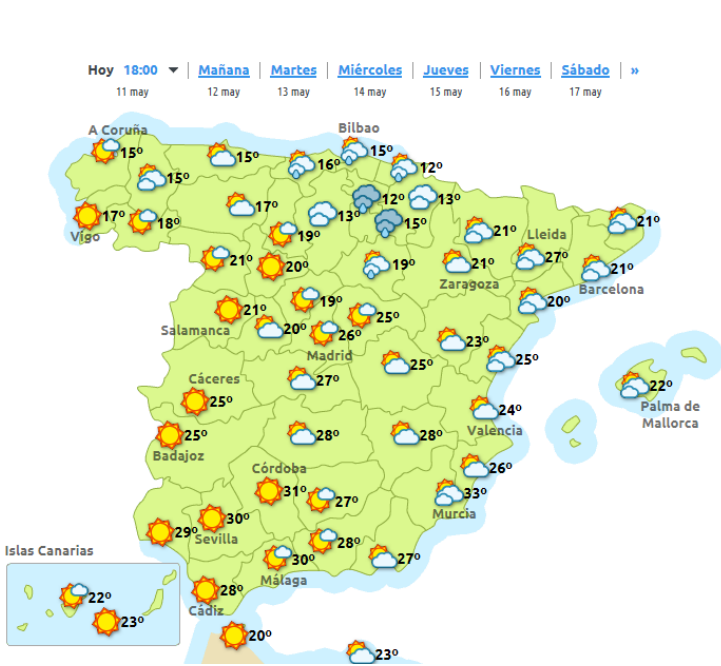 Hoy 18:00 Mañana Martes Miércoles Jueves Viernes Sábado »
11 may 12 may 13 may 14 may 15 may 16 may 17 may
A Coruña Bilbao
15º 15º 16º 15º 12º
15º
17º 18º 17º 13º 12º 13º
Vigo 19º 15º 21º Lleida 21º
21º 20º 19º 21º 27º 21º
Zaragoza Barcelona
21º 19º 25º 20º
Salamanca 20º 26º 23º
Madrid
27º 25º 25º
Cáceres 22º
25º 24º Palma de
Mallorca
25º 28º 28º Valencia
Badajoz
Córdoba 26º
31º 27º 33º
Murcia
29º 30º
Sevilla 28º
Islas Canarias 30º 27º
Málaga
22º 28º
Cádiz
23º
20º
23º